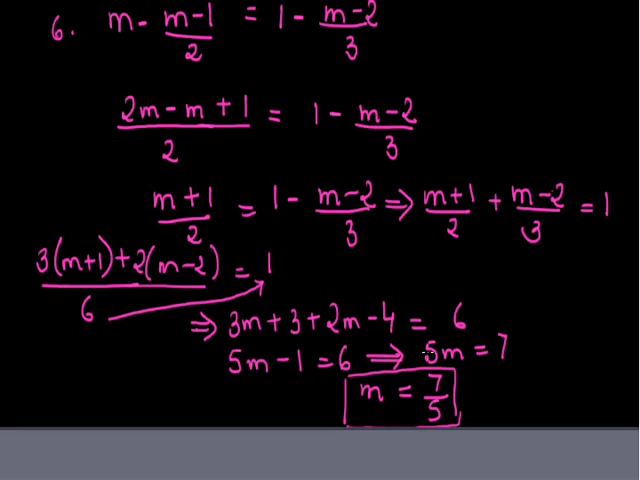 6. m - (m-1)/2 = 1 - (m-2)/3
(2m - m + 1)/2 = 1 - (m-2)/3
(m+1)/2 = 1 - (m-2)/3 ⇒ (m+1)/2 + (m-2)/3 = 1
(3(m+1)+2(m-2))/6 = 1
⇒ 3m+3+2m-4 = 6
5m-1=6 ⇒ 5m=7
m = 7/5